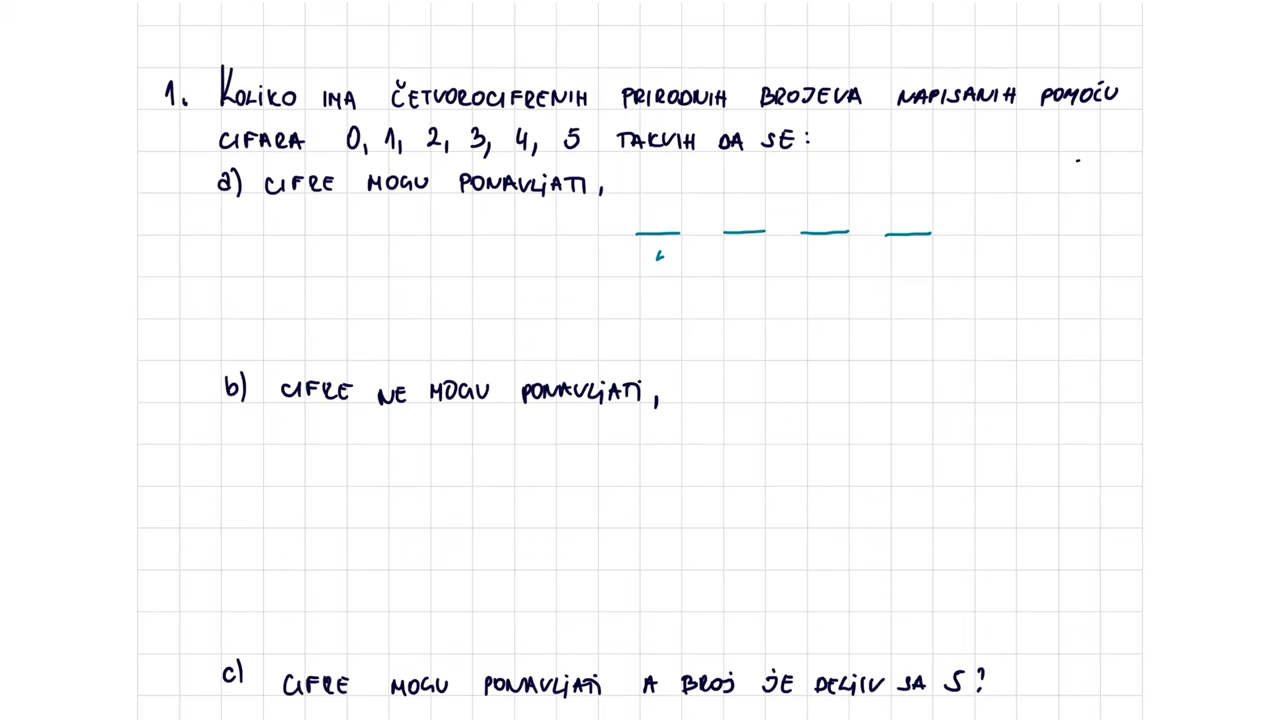 1. KOLIKO IMA ČETVOROCIFRENIH PRIRODNIH BROJEVA NAPISANIH POMOĆU
CIFARA 0, 1, 2, 3, 4, 5 TAKVIH DA SE:
a) CIFRE MOGU PONAVLJATI,
b) CIFRE NE MOGU PONAVLJATI,
c) CIFRE MOGU PONAVLJATI A BROJ JE DELJIV SA 5?